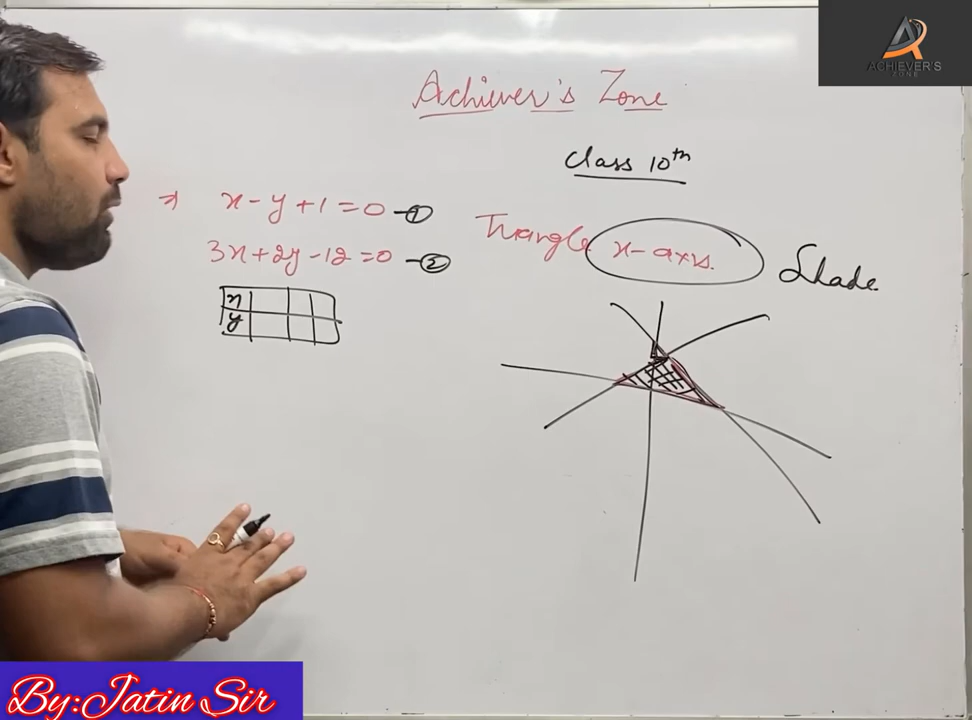 ACHIEVER'S
ZONE
Achiever's Zone
Class 10th
⇒ x - y + 1 = 0 - ①
3x + 2y - 12 = 0 - ②
Triangle x-axis.
Shade
x
y
By:Jatin Sir